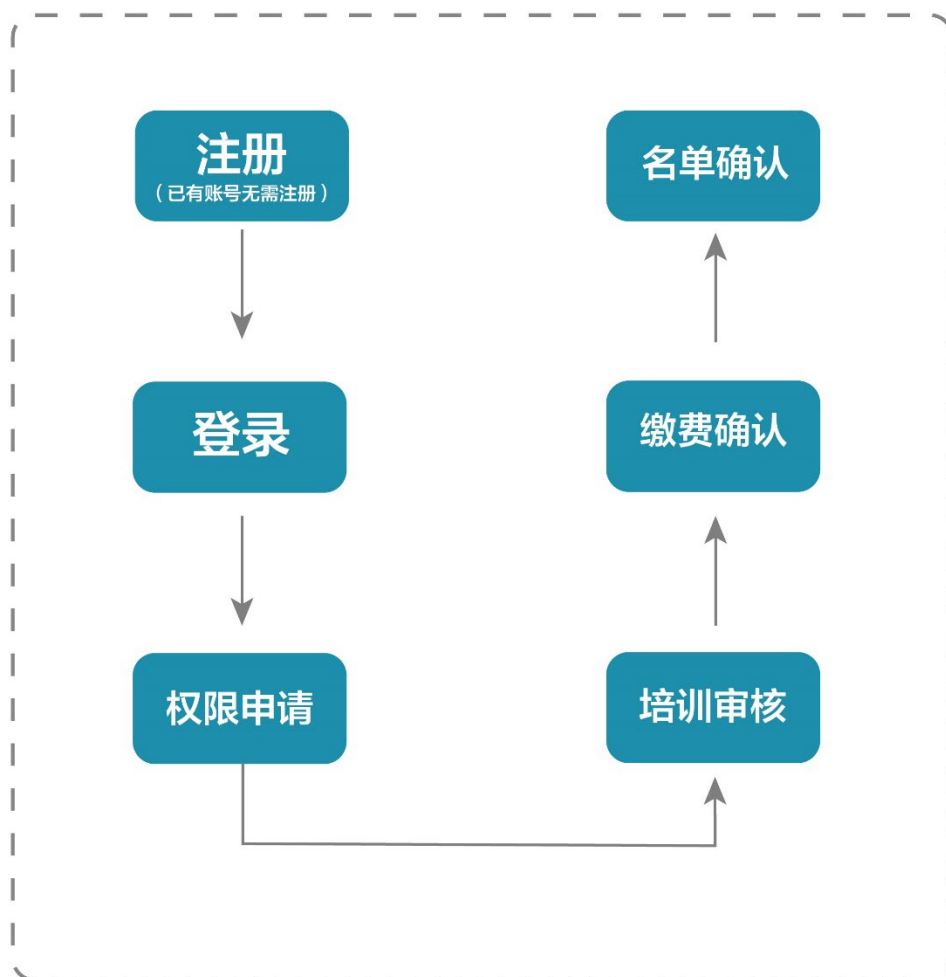 注册
（已有账号无需注册）
登录
权限申请
培训审核
缴费确认
名单确认